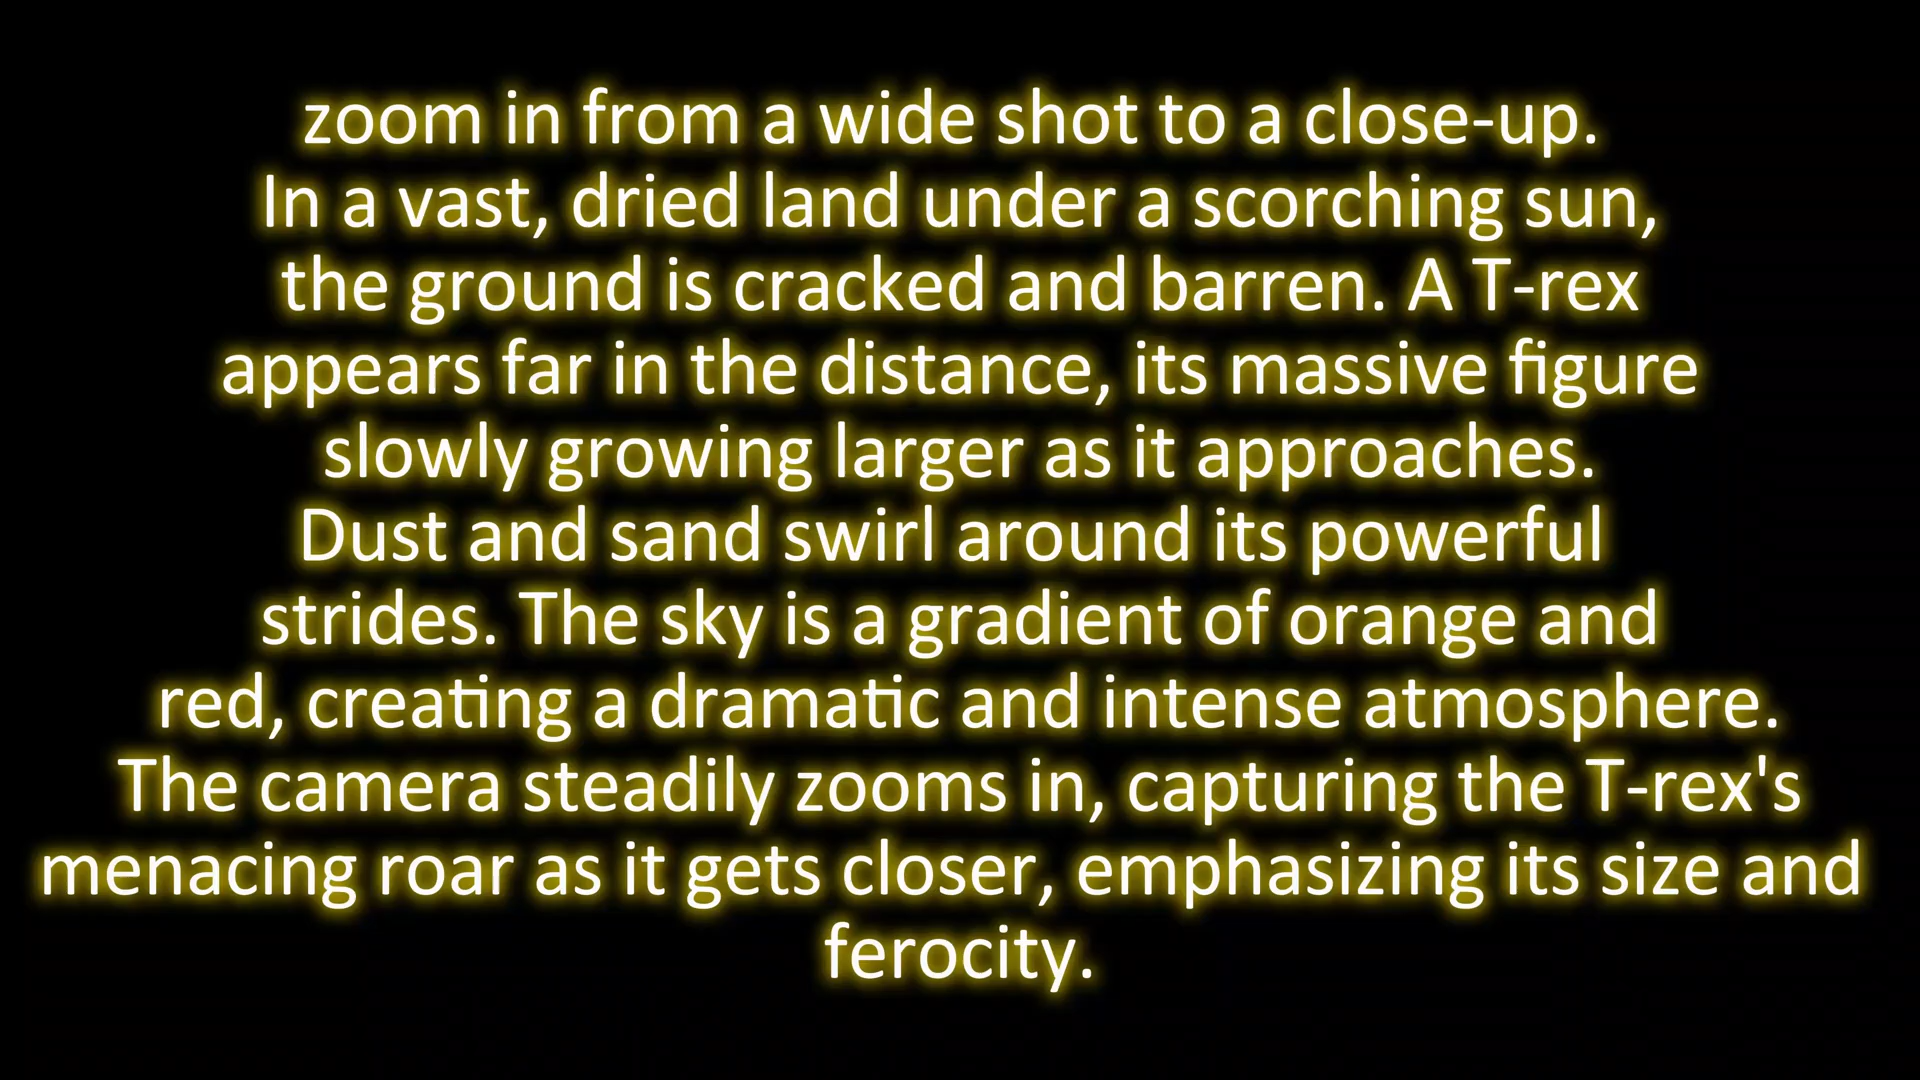 zoom in from a wide shot to a close-up.
In a vast, dried land under a scorching sun,
the ground is cracked and barren. A T-rex
appears far in the distance, its massive figure
slowly growing larger as it approaches.
Dust and sand swirl around its powerful
strides. The sky is a gradient of orange and
red, creating a dramatic and intense atmosphere.
The camera steadily zooms in, capturing the T-rex's
menacing roar as it gets closer, emphasizing its size and
ferocity.